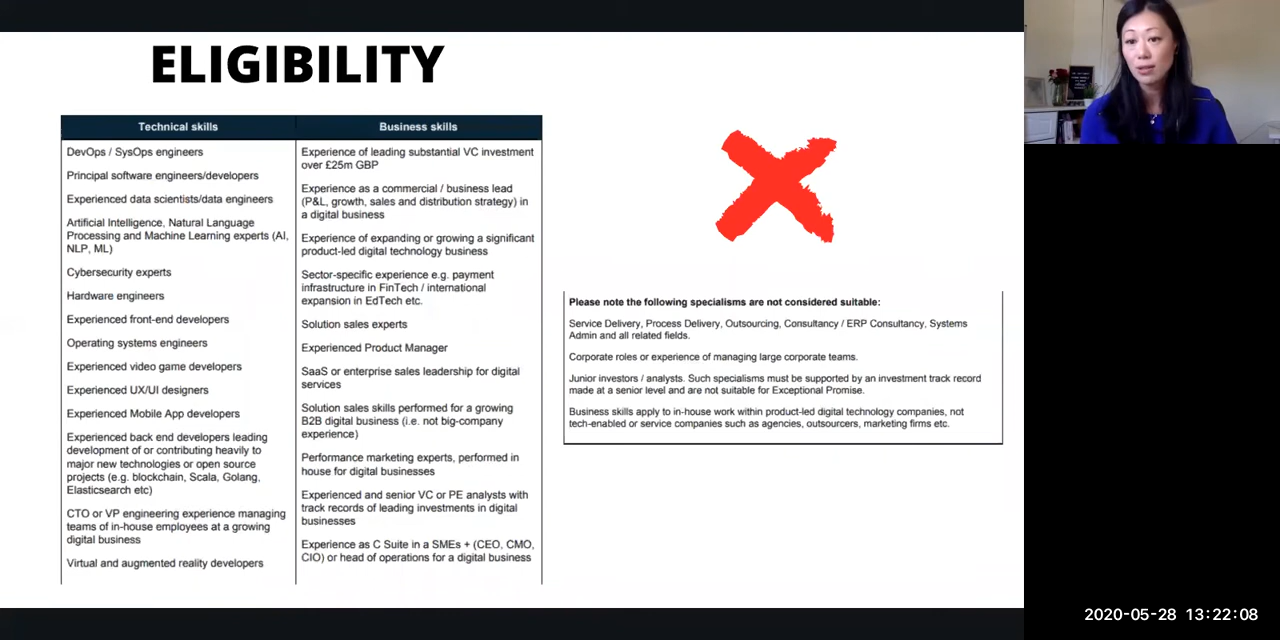 ELIGIBILITY
Technical skills
DevOps / SysOps engineers
Principal software engineers/developers
Experienced data scientists/data engineers
Artificial Intelligence, Natural Language
Processing and Machine Learning experts (AI,
NLP, ML)
Cybersecurity experts
Hardware engineers
Experienced front-end developers
Operating systems engineers
Experienced video game developers
Experienced UX/UI designers
Experienced Mobile App developers
Experienced back end developers leading
development of or contributing heavily to
major new technologies or open source
projects (e.g. blockchain, Scala, Golang,
Elasticsearch etc)
CTO or VP engineering experience managing
teams of in-house employees at a growing
digital business
Virtual and augmented reality developers
Business skills
Experience of leading substantial VC investment
over £25m GBP
Experience as a commercial / business lead
(P&L, growth, sales and distribution strategy) in
a digital business
Experience of expanding or growing a significant
product-led digital technology business
Sector-specific experience e.g. payment
infrastructure in FinTech / international
expansion in EdTech etc.
Solution sales experts
Experienced Product Manager
SaaS or enterprise sales leadership for digital
services
Solution sales skills performed for a growing
B2B digital business (i.e. not big-company
experience)
Performance marketing experts, performed in
house for digital businesses
Experienced and senior VC or PE analysts with
track records of leading investments in digital
businesses
Experience as C Suite in a SMEs + (CEO, CMO,
CIO) or head of operations for a digital business
Please note the following specialisms are not considered suitable:
Service Delivery, Process Delivery, Outsourcing, Consultancy / ERP Consultancy, Systems
Admin and all related fields.
Corporate roles or experience of managing large corporate teams.
Junior investors / analysts. Such specialisms must be supported by an investment track record
made at a senior level and are not suitable for Exceptional Promise.
Business skills apply to in-house work within product-led digital technology companies, not
tech-enabled or service companies such as agencies, outsourcers, marketing firms etc.
2020-05-28 13:22:08